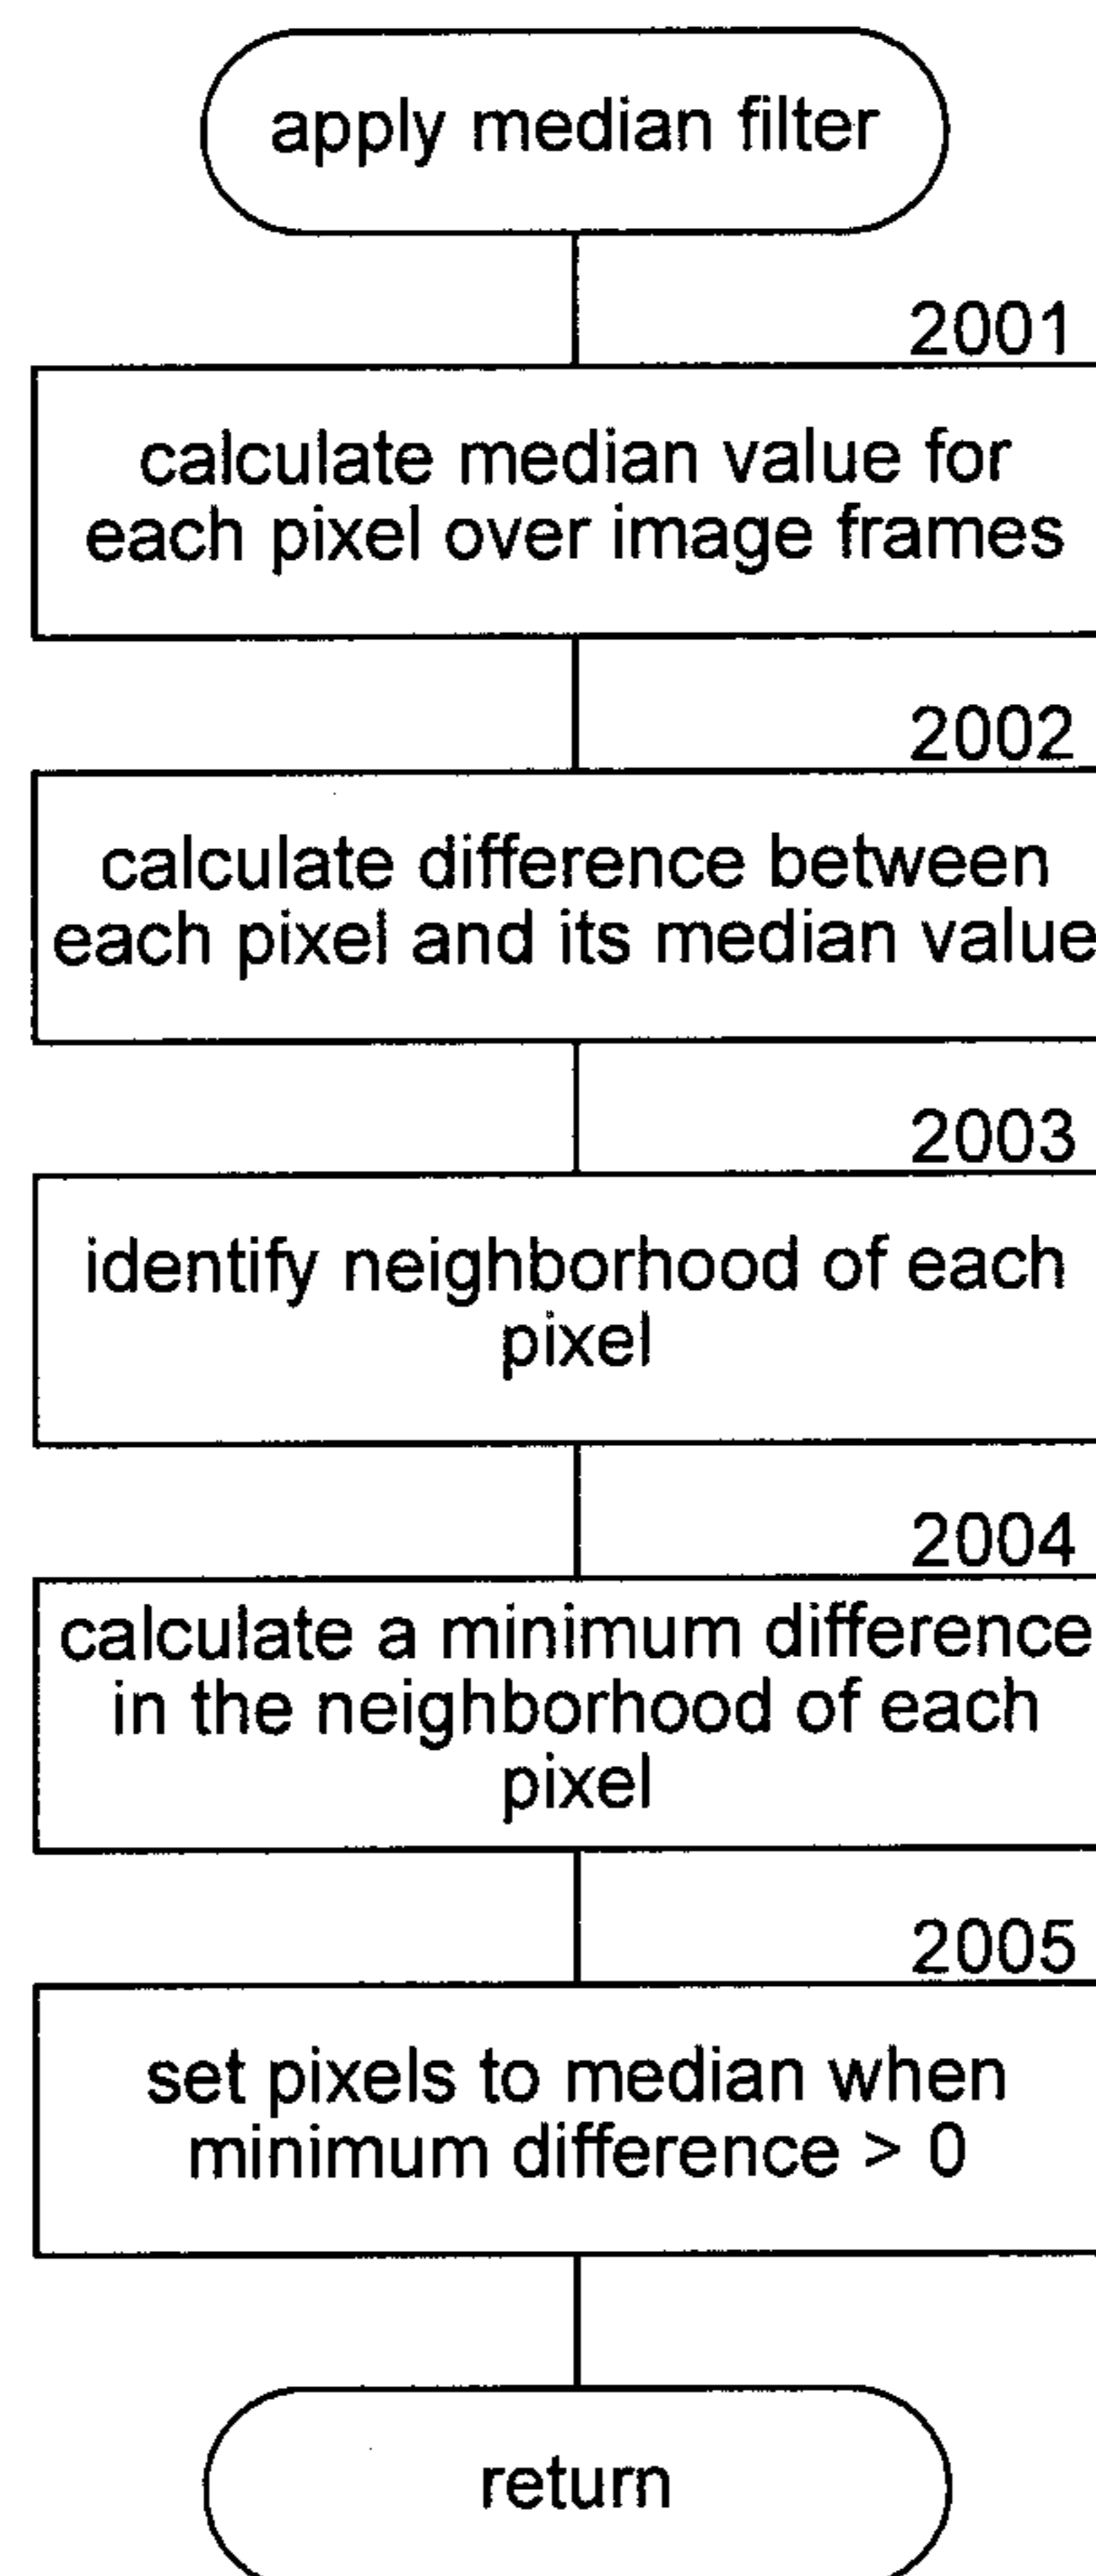 apply median filter
2001
calculate median value for
each pixel over image frames
2002
calculate difference between
each pixel and its median value
2003
identify neighborhood of each
pixel
2004
calculate a minimum difference
in the neighborhood of each
pixel
2005
set pixels to median when
minimum difference > 0
return